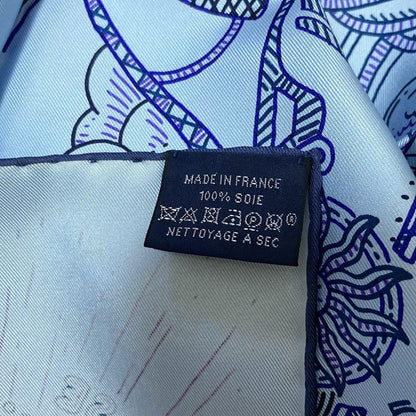 MADE IN FRANCE
100% SOIE
®
NETTOYAGE A SEC